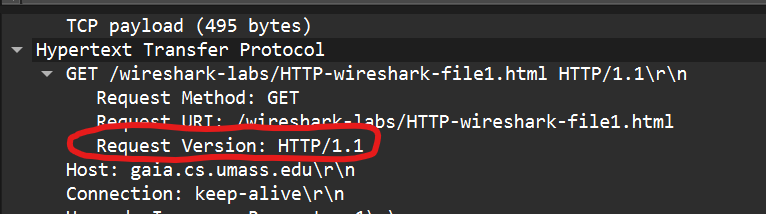 TCP payload (495 bytes)
Hypertext Transfer Protocol
GET /wireshark-labs/HTTP-wireshark-file1.html HTTP/1.1\r\n
Request Method: GET
Request URI: /wireshark-labs/HTTP-wireshark-file1.html
Request Version: HTTP/1.1
Host: gaia.cs.umass.edu\r\n
Connection: keep-alive\r\n